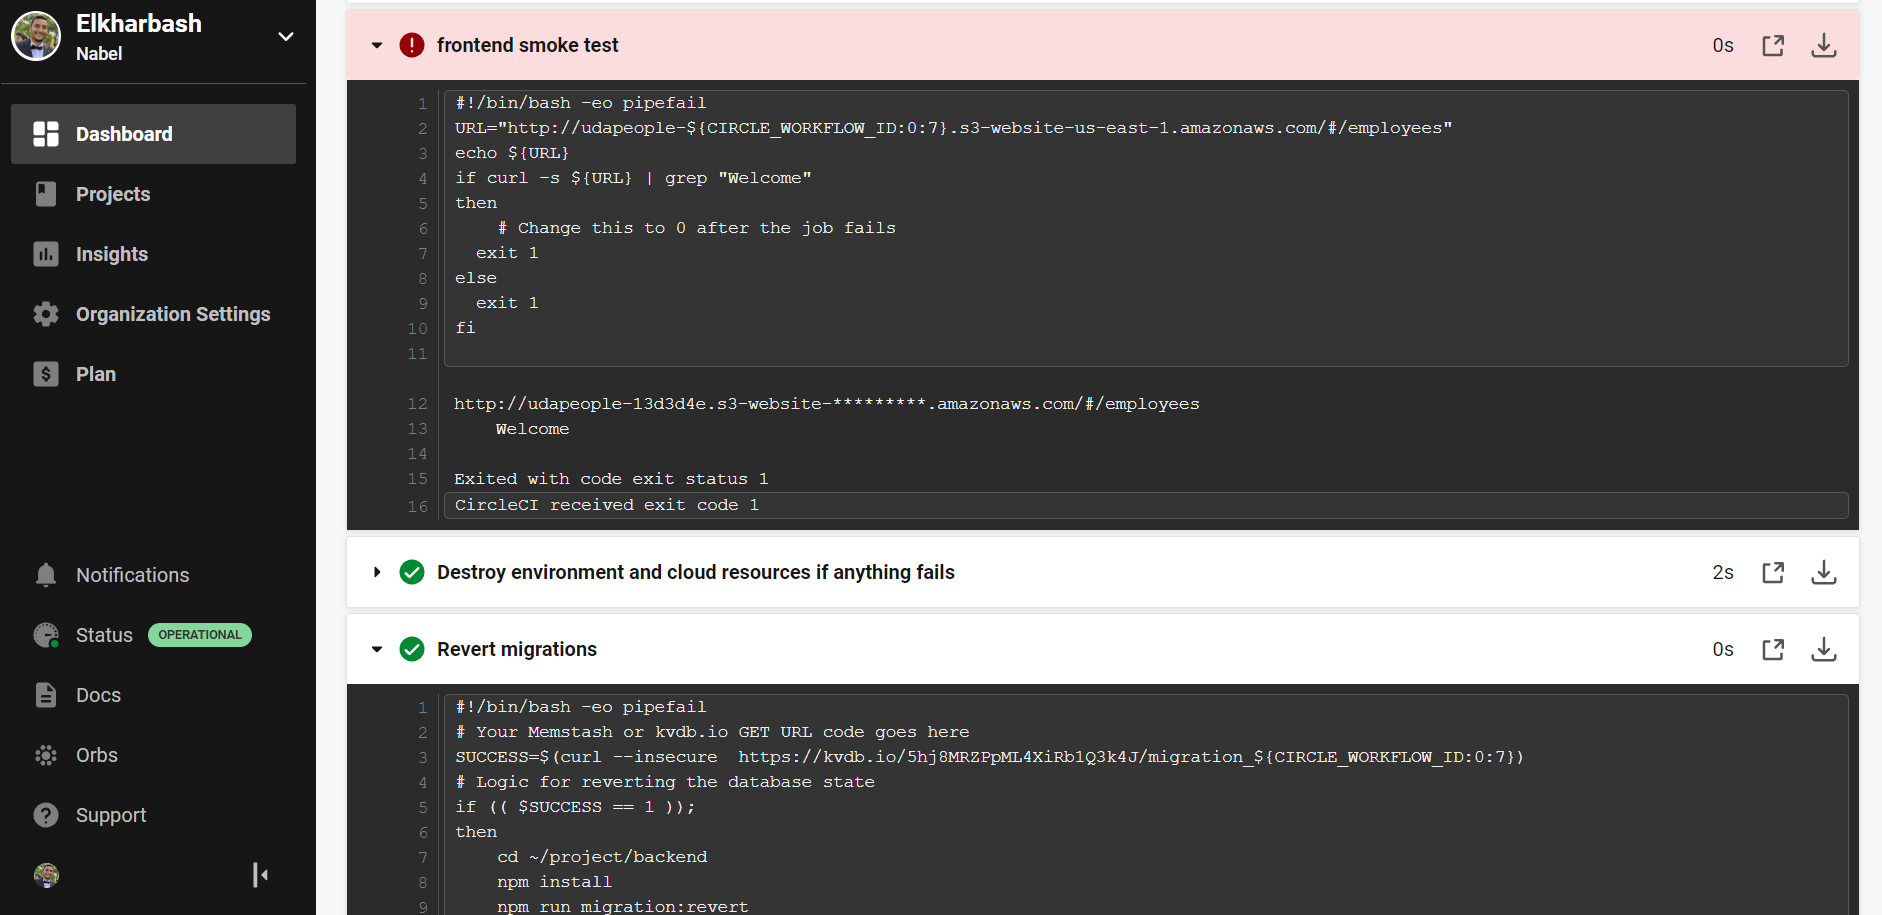 Elkharbash
Nabel
Dashboard
Projects
Insights
Organization Settings
Plan
Notifications
Status OPERATIONAL
Docs
Orbs
Support
frontend smoke test 0s
1 #!/bin/bash -eo pipefail
2 URL="http://udapeople-${CIRCLE_WORKFLOW_ID:0:7}.s3-website-us-east-1.amazonaws.com/#/employees"
3 echo ${URL}
4 if curl -s ${URL} | grep "Welcome"
5 then
6     # Change this to 0 after the job fails
7   exit 1
8 else
9   exit 1
10 fi
11
12 http://udapeople-13d3d4e.s3-website-*********.amazonaws.com/#/employees
13     Welcome
14
15 Exited with code exit status 1
16 CircleCI received exit code 1
Destroy environment and cloud resources if anything fails 2s
Revert migrations 0s
1 #!/bin/bash -eo pipefail
2 # Your Memstash or kvdb.io GET URL code goes here
3 SUCCESS=$(curl --insecure  https://kvdb.io/5hj8MRZPpML4XiRb1Q3k4J/migration_${CIRCLE_WORKFLOW_ID:0:7})
4 # Logic for reverting the database state
5 if (( $SUCCESS == 1 ));
6 then
7     cd ~/project/backend
8     npm install
9     npm run migration:revert